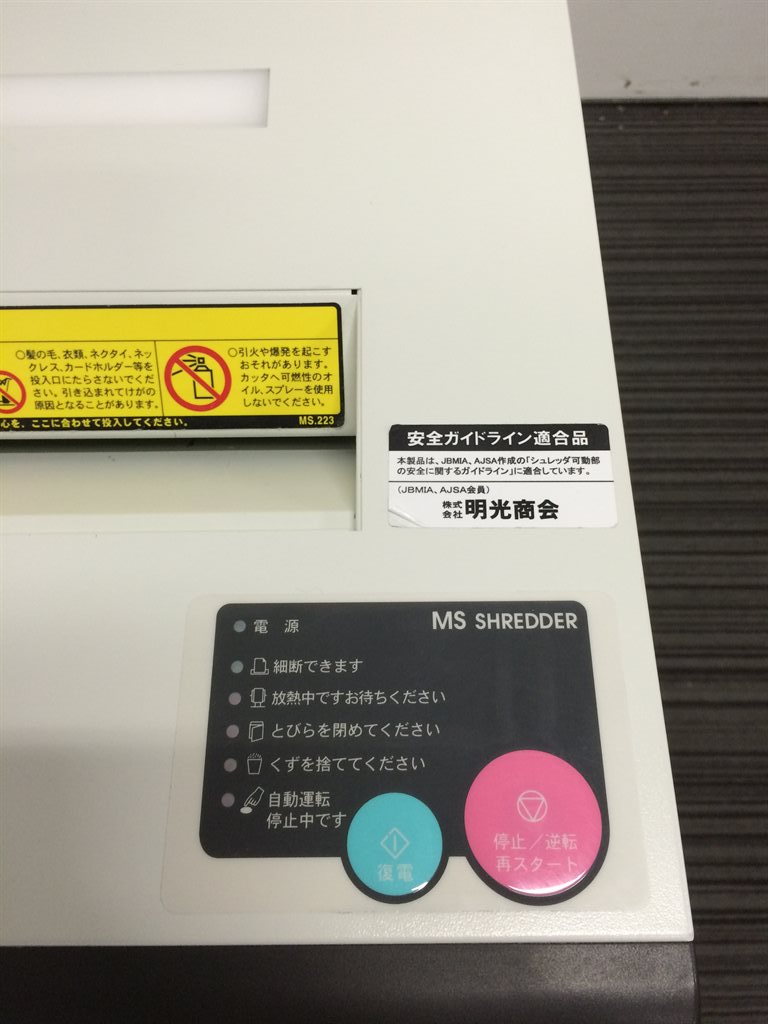 ○髪の毛、衣類、ネクタイ、ネッ
クレス、カードホルダー等を
投入口にたらさないでくだ
さい。引き込まれてけがの
原因となることがあります。
○引火や爆発を起こす
おそれがあります。
カッタへ可燃性のオ
イル、スプレーを使用
しないでください。
心を、ここに合わせて投入してください。
MS.223
安全ガイドライン適合品
本製品は、JBMIA、AJSA作成の「シュレッダ可動部
の安全に関するガイドライン」に適合しています。
(JBMIA、AJSA会員)
株式会社 明光商会
電 源
MS SHREDDER
細断できます
放熱中ですお待ちください
とびらを閉めてください
くずを捨ててください
自動運転
停止中です
復電
停止／逆転
再スタート